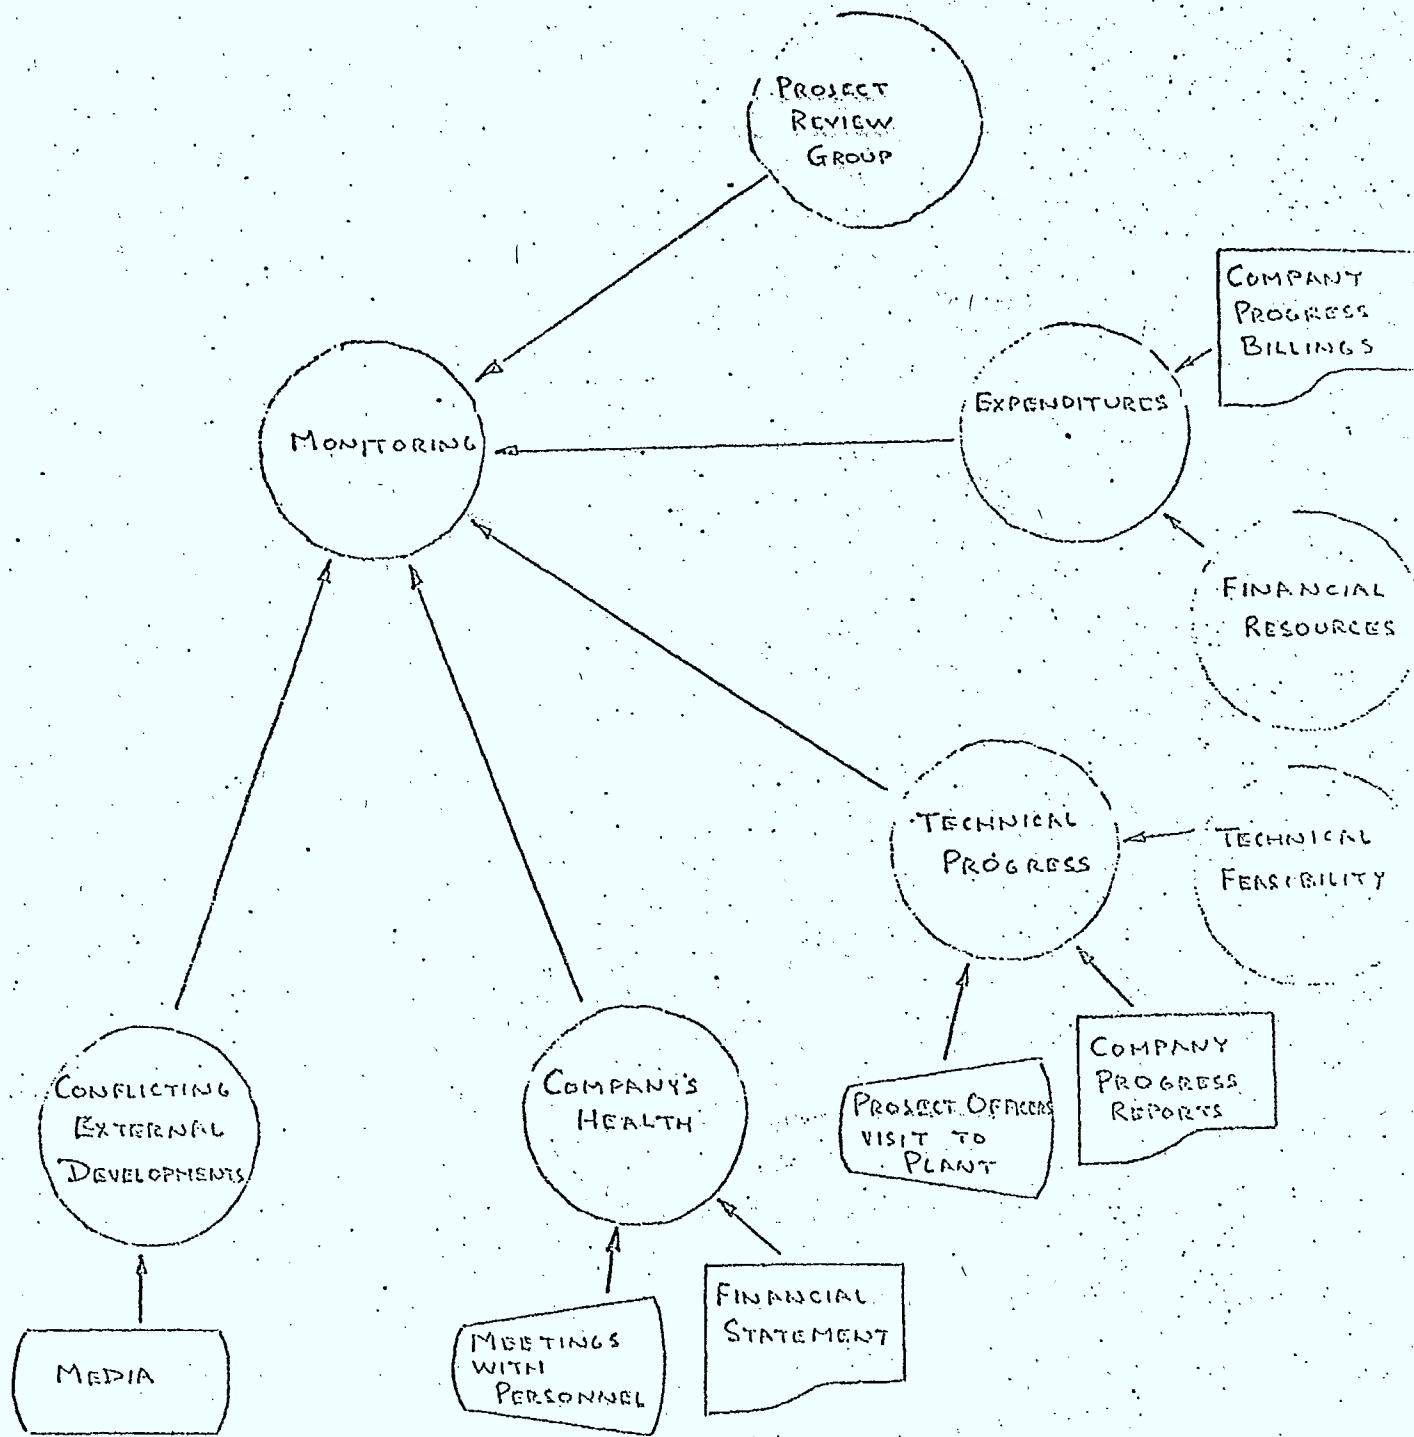 PROJECT
REVIEW
GROUP
COMPANY
PROGRESS
BILLINGS
EXPENDITURES
MONITORING
FINANCIAL
RESOURCES
TECHNICAL
PROGRESS
TECHNICAL
FEASIBILITY
COMPANY
PROGRESS
REPORTS
PROJECT OFFICERS
VISIT TO
PLANT
COMPANY'S
HEALTH
CONFLICTING
EXTERNAL
DEVELOPMENTS
FINANCIAL
STATEMENT
MEETINGS
WITH
PERSONNEL
MEDIA